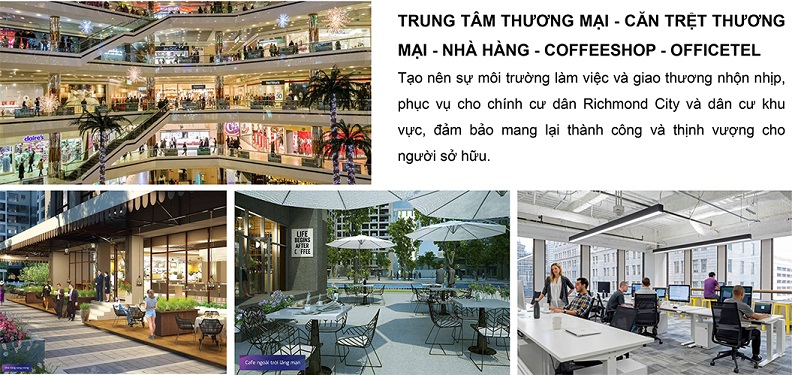 TRUNG TÂM THƯƠNG MẠI - CĂN TRỆT THƯƠNG
MẠI - NHÀ HÀNG - COFFEESHOP - OFFICETEL
Tạo nên sự môi trường làm việc và giao thương nhộn nhịp,
phục vụ cho chính cư dân Richmond City và dân cư khu
vực, đảm bảo mang lại thành công và thịnh vượng cho
người sở hữu.
claire's
LIFE
BEGINS
AFTER
COFFEE
Cafe ngoài trời lãng mạn